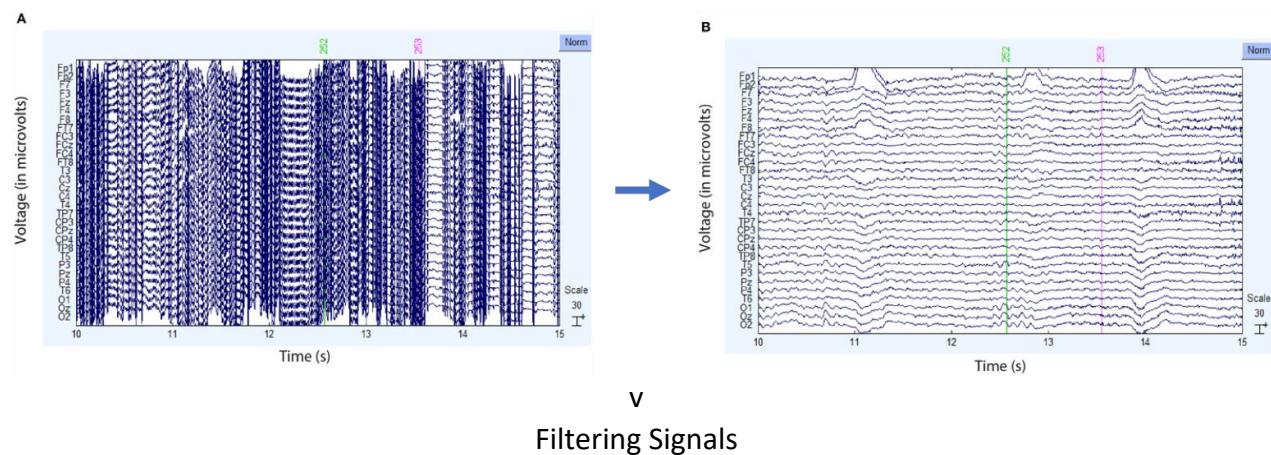 A
252
253
Norm
Voltage (in microvolts)
Fp1
Fp2
F7
F3
Fz
F4
F8
FT7
FC3
FCz
FC4
FT8
T3
C3
Cz
C4
T4
TP7
CP3
CPz
CP4
TP8
T5
P3
Pz
P4
T6
O1
Oz
O2
Scale
30
+
10 11 12 13 14 15
Time (s)
B
252
253
Norm
Voltage (in microvolts)
Fp1
Fp2
F7
F3
Fz
F4
F8
FT7
FC3
FCz
FC4
FT8
T3
C3
Cz
C4
T4
TP7
CP3
CPz
CP4
TP8
T5
P3
Pz
P4
T6
O1
Oz
O2
Scale
30
+
10 11 12 13 14 15
Time (s)
v
Filtering Signals